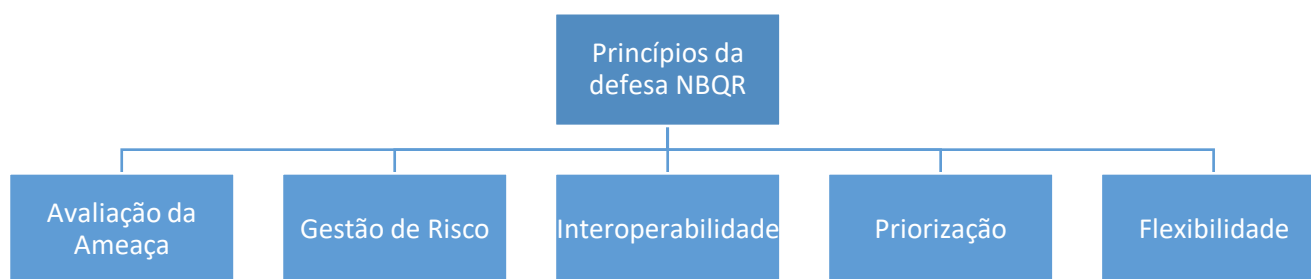 Princípios da
defesa NBQR
Avaliação da
Ameaça
Gestão de Risco
Interoperabilidade
Priorização
Flexibilidade